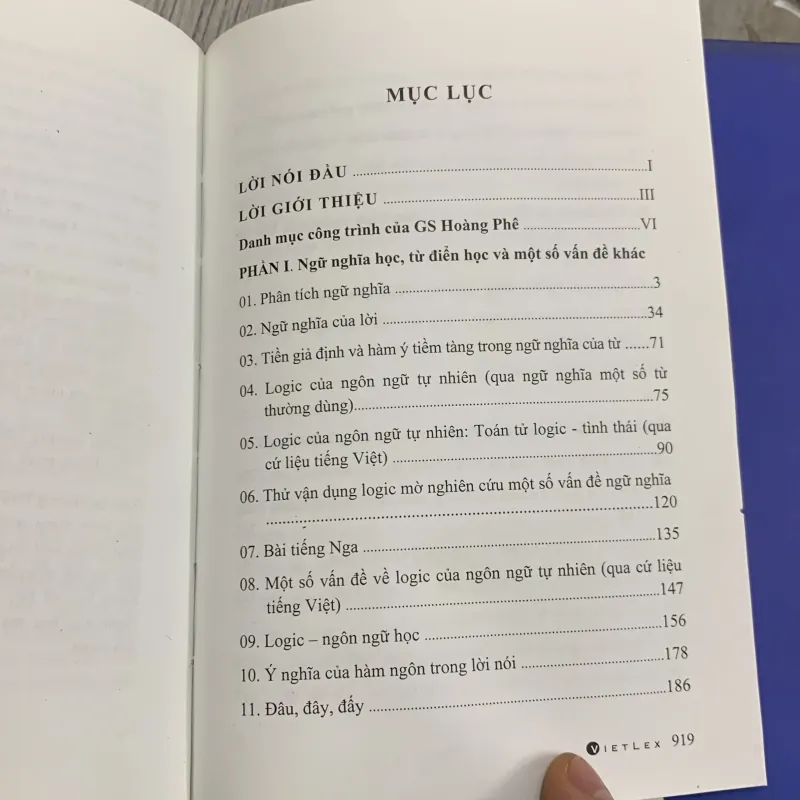 MỤC LỤC
LỜI NÓI ĐẦU ..........I
LỜI GIỚI THIỆU ..........III
Danh mục công trình của GS Hoàng Phê ..........VI
PHẦN I. Ngữ nghĩa học, từ điển học và một số vấn đề khác
01. Phân tích ngữ nghĩa ..........3
02. Ngữ nghĩa của lời ..........34
03. Tiền giả định và hàm ý tiềm tàng trong ngữ nghĩa của từ ......71
04. Logic của ngôn ngữ tự nhiên (qua ngữ nghĩa một số từ
thường dùng)..........75
05. Logic của ngôn ngữ tự nhiên: Toán tử logic - tình thái (qua
cứ liệu tiếng Việt) ..........90
06. Thử vận dụng logic mờ nghiên cứu một số vấn đề ngữ nghĩa
..........120
07. Bài tiếng Nga ..........135
08. Một số vấn đề về logic của ngôn ngữ tự nhiên (qua cứ liệu
tiếng Việt) ..........147
09. Logic – ngôn ngữ học ..........156
10. Ý nghĩa của hàm ngôn trong lời nói ..........178
11. Đâu, đây, đấy ..........186
VIETLEX 919